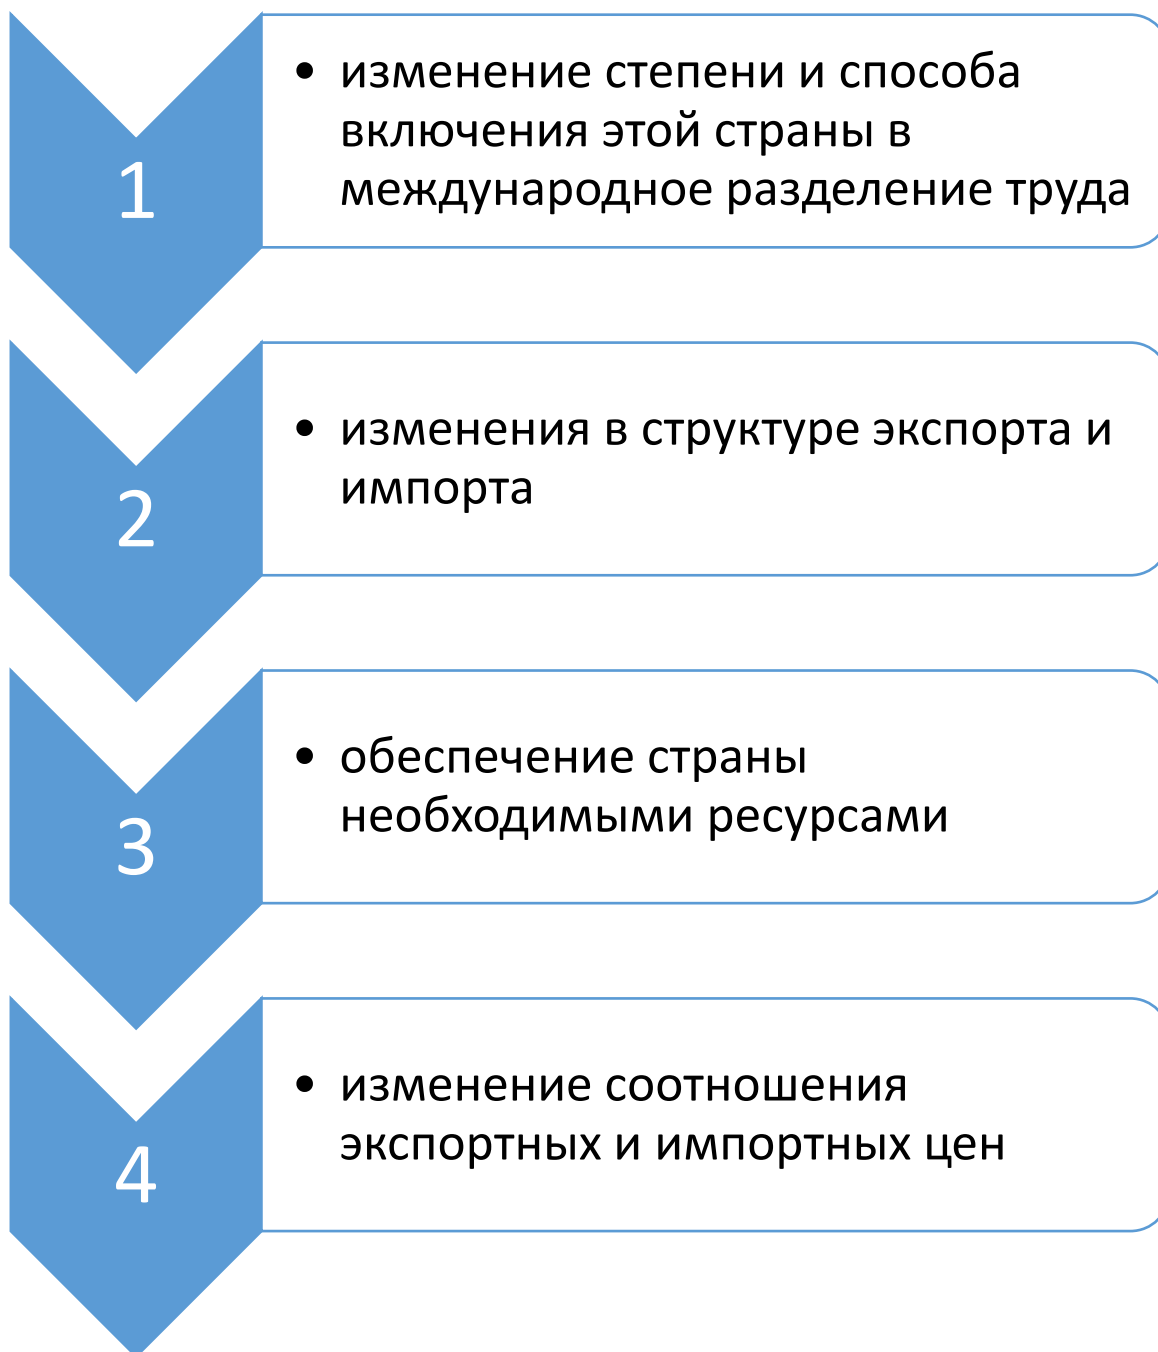 1
• изменение степени и способа
включения этой страны в
международное разделение труда
2
• изменения в структуре экспорта и
импорта
3
• обеспечение страны
необходимыми ресурсами
4
• изменение соотношения
экспортных и импортных цен